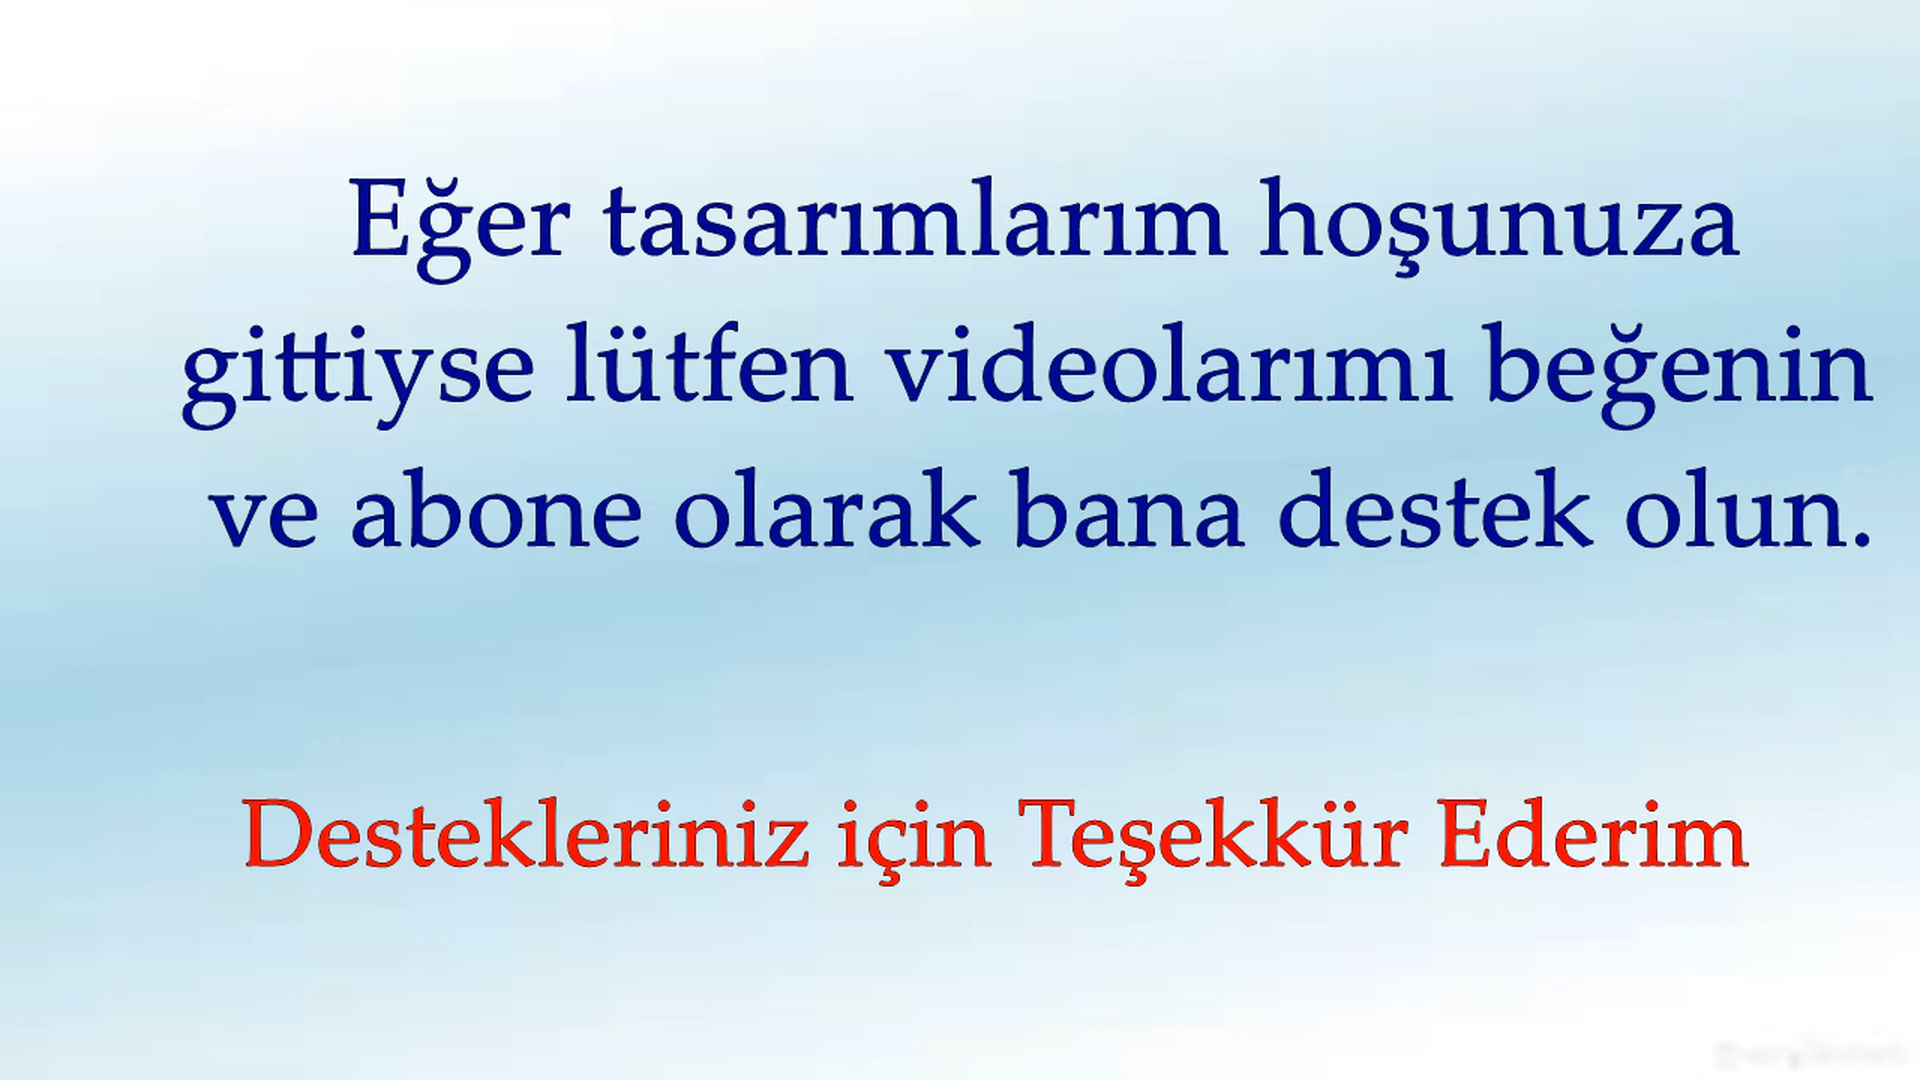 Eğer tasarımlarım hoşunuza
gittiyse lütfen videolarımı beğenin
ve abone olarak bana destek olun.
Destekleriniz için Teşekkür Ederim